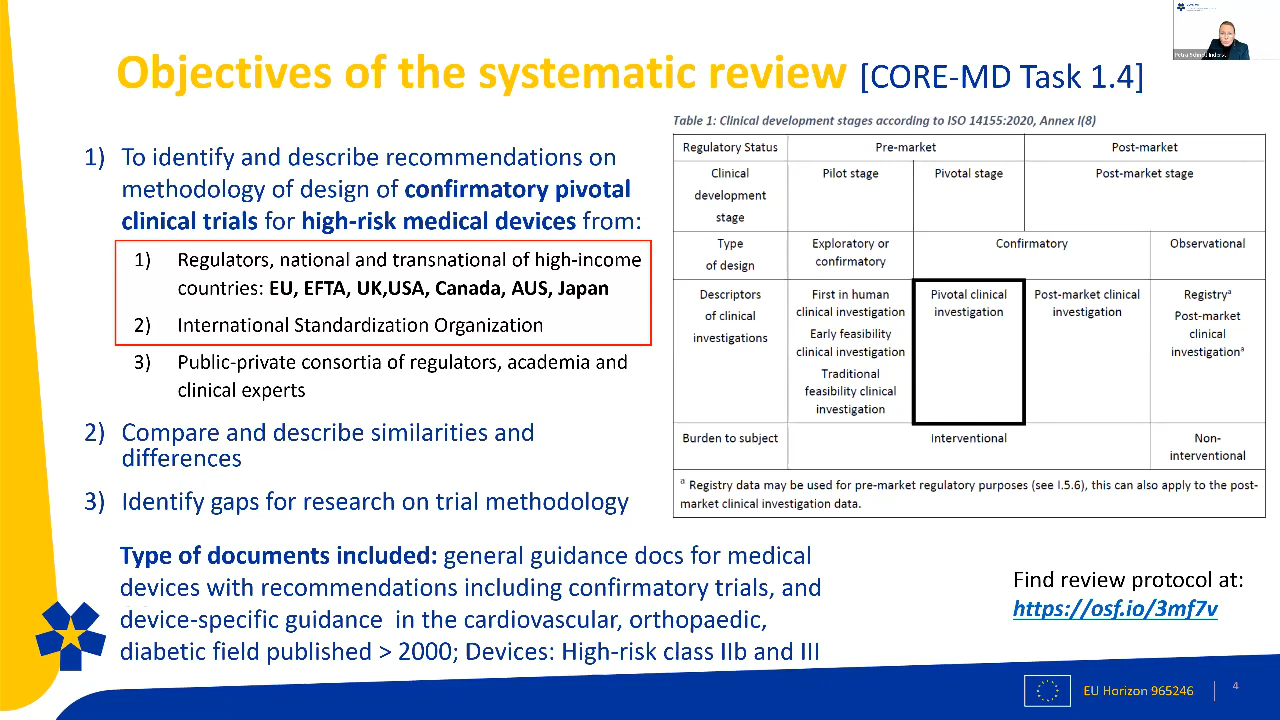 Objectives of the systematic review [CORE-MD Task 1.4]
1) To identify and describe recommendations on
methodology of design of confirmatory pivotal
clinical trials for high-risk medical devices from:
1) Regulators, national and transnational of high-income
countries: EU, EFTA, UK,USA, Canada, AUS, Japan
2) International Standardization Organization
3) Public-private consortia of regulators, academia and
clinical experts
2) Compare and describe similarities and
differences
3) Identify gaps for research on trial methodology
Type of documents included: general guidance docs for medical
devices with recommendations including confirmatory trials, and
device-specific guidance in the cardiovascular, orthopaedic,
diabetic field published > 2000; Devices: High-risk class IIb and III
Table 1: Clinical development stages according to ISO 14155:2020, Annex I(8)
Regulatory Status Pre-market Post-market
Clinical
development
stage
Pilot stage Pivotal stage Post-market stage
Type
of design
Exploratory or
confirmatory
Confirmatory Observational
Descriptors
of clinical
investigations
First in human
clinical investigation
Early feasibility
clinical investigation
Traditional
feasibility clinical
investigation
Pivotal clinical
investigation
Post-market clinical
investigation
Registryᵃ
Post-market
clinical
investigationᵃ
Burden to subject Interventional Non-
interventional
ᵃ Registry data may be used for pre-market regulatory purposes (see I.5.6), this can also apply to the post-
market clinical investigation data.
Find review protocol at:
https://osf.io/3mf7v
EU Horizon 965246 4